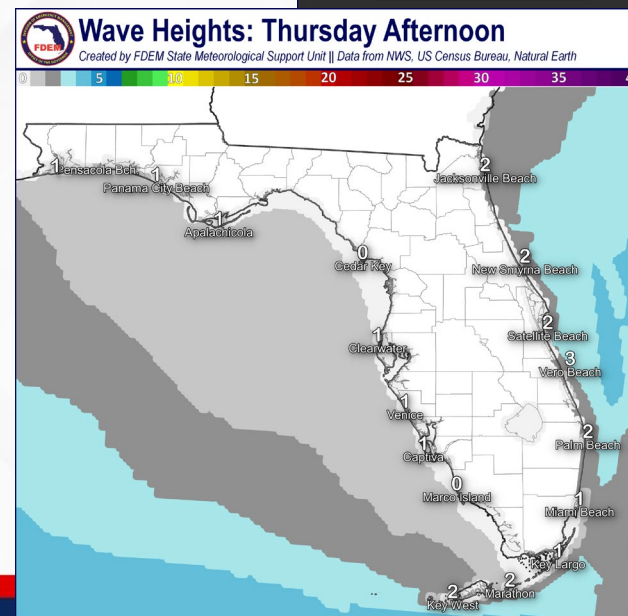 Wave Heights: Thursday Afternoon
Created by FDEM State Meteorological Support Unit || Data from NWS, US Census Bureau, Natural Earth
FDEM
0 5 10 15 20 25 30 35 4
1
Pensacola Bch.
1
Panama City Beach
1
Apalachicola
2
Jacksonville Beach
0
Cedar Key
2
New Smyrna Beach
2
Satellite Beach
1
Clearwater
3
Vero Beach
1
Venice
2
Palm Beach
1
Captiva
0
Marco Island
1
Miami Beach
1
Key Largo
2
Marathon
2
Key West